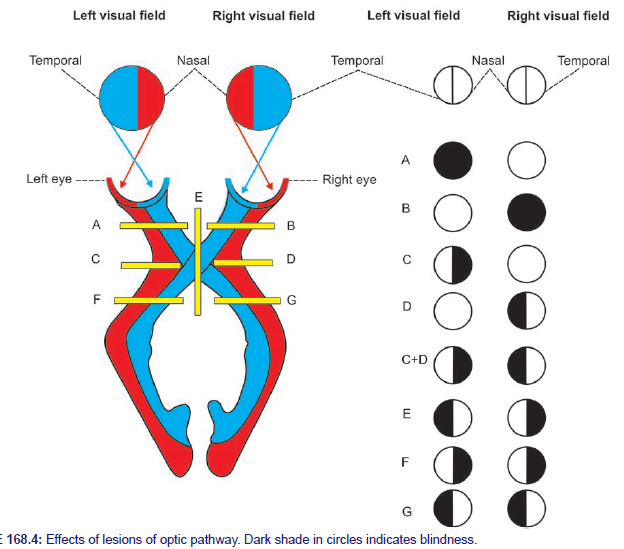 Left visual field Right visual field Left visual field Right visual field
Temporal Nasal Temporal Nasal Temporal
Left eye Right eye
E
A B
C D
F G
A
B
C
D
C+D
E
F
G
E 168.4: Effects of lesions of optic pathway. Dark shade in circles indicates blindness.